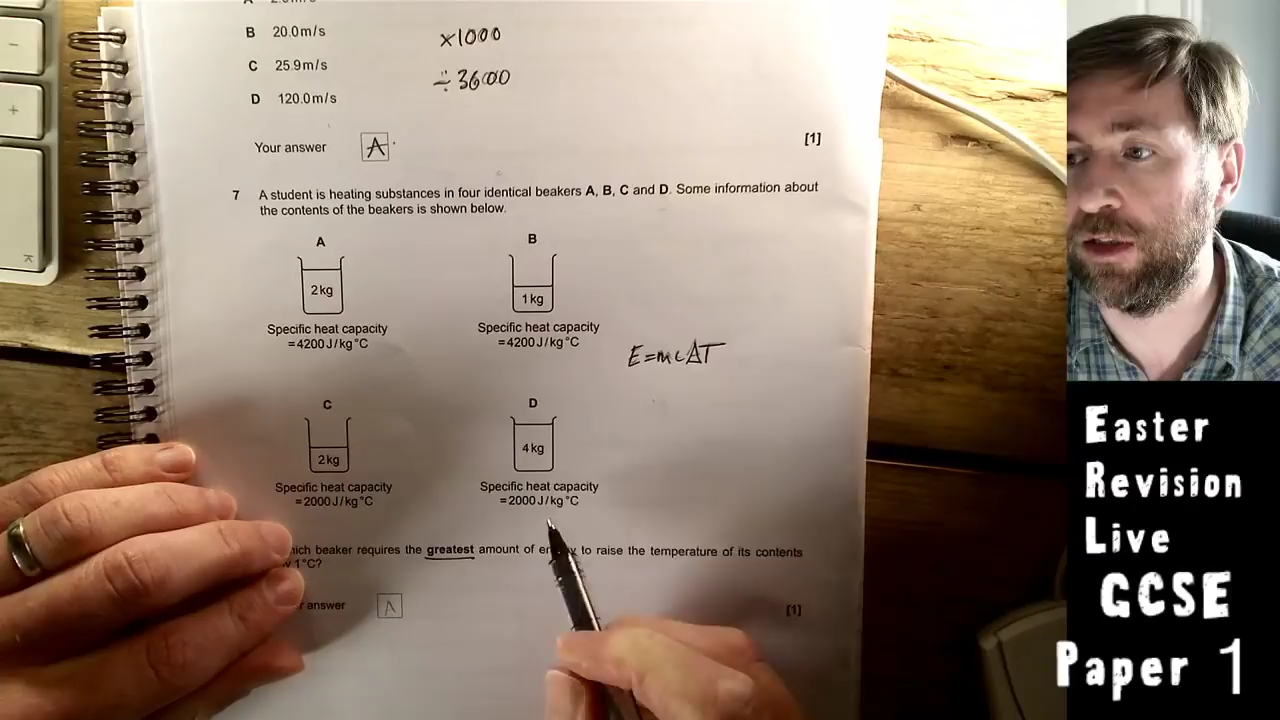 B 20.0 m/s
×1000
C 25.9 m/s
÷3600
D 120.0 m/s
Your answer A [1]
7 A student is heating substances in four identical beakers A, B, C and D. Some information about
the contents of the beakers is shown below.
A B
2 kg 1 kg
Specific heat capacity Specific heat capacity
= 4200 J / kg °C = 4200 J / kg °C
E=mcΔT
C D
2 kg 4 kg
Specific heat capacity Specific heat capacity
= 2000 J / kg °C = 2000 J / kg °C
beaker requires the greatest amount of to raise the temperature of its contents
1 °C?
answer A [1]
Easter
Revision
Live
GCSE
Paper 1